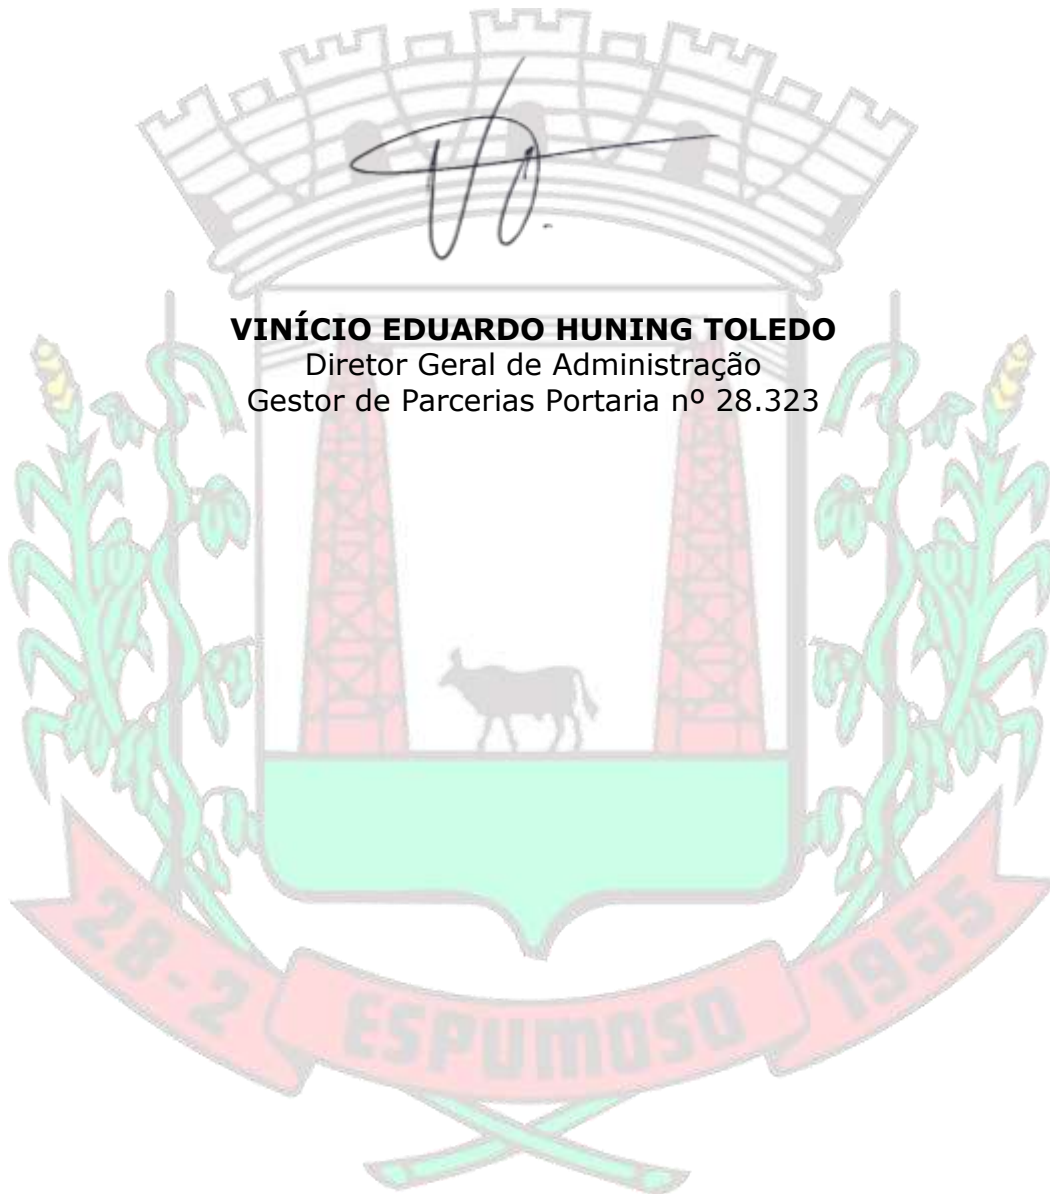 VINÍCIO EDUARDO HUNING TOLEDO
Diretor Geral de Administração
Gestor de Parcerias Portaria nº 28.323
28-2 ESPUMOSO 1955